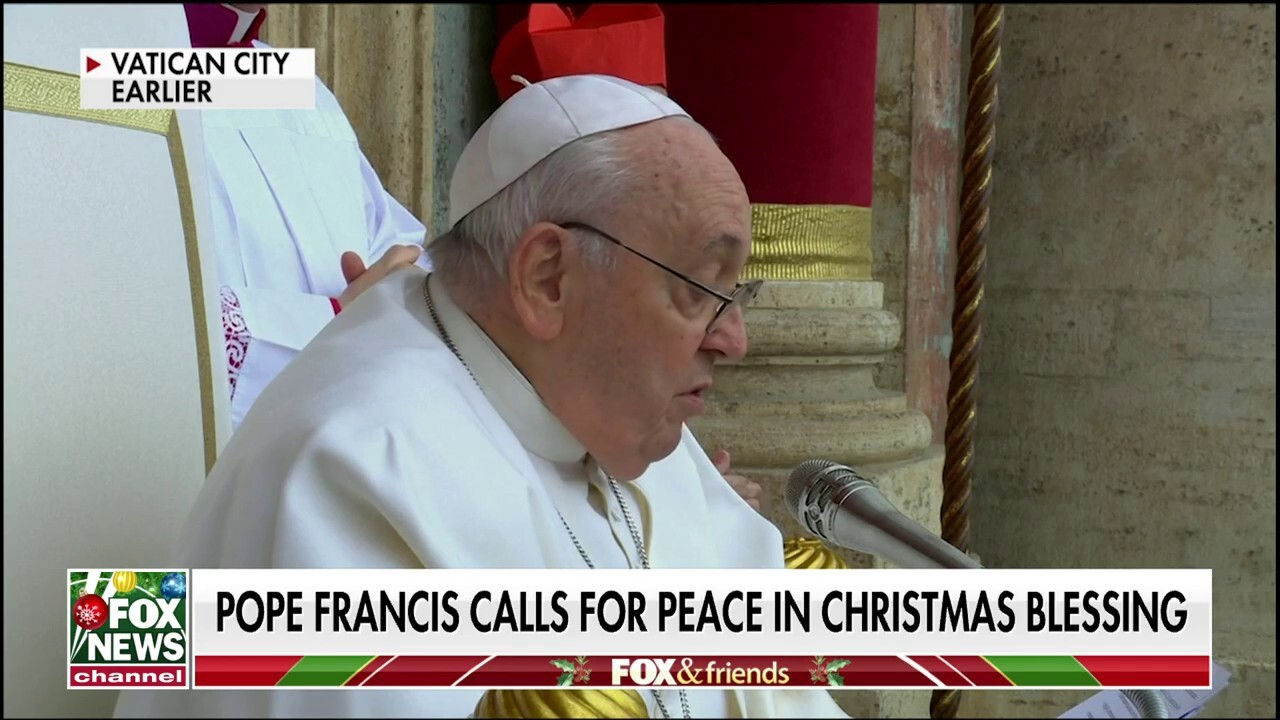 VATICAN CITY
EARLIER
POPE FRANCIS CALLS FOR PEACE IN CHRISTMAS BLESSING
FOX
NEWS
channel
FOX&friends